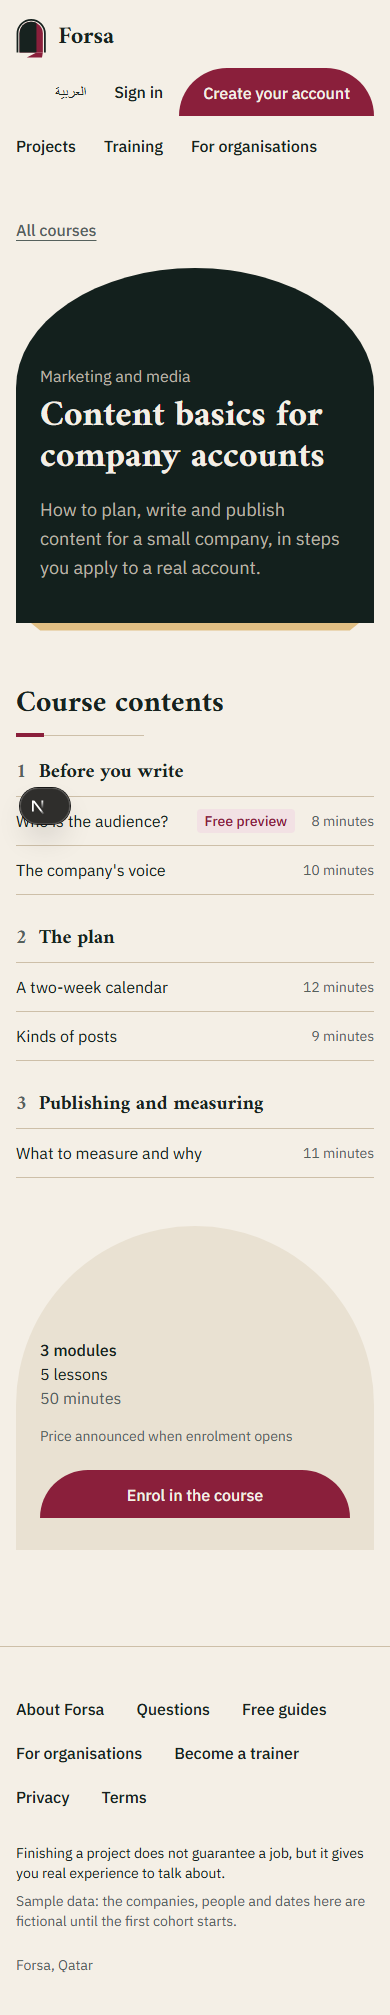 Forsa
العربية
Sign in
Create your account
Projects
Training
For organisations
All courses
Marketing and media
Content basics for
company accounts
How to plan, write and publish
content for a small company, in steps
you apply to a real account.
Course contents
1 Before you write
N
Who is the audience? Free preview 8 minutes
The company's voice 10 minutes
2 The plan
A two-week calendar 12 minutes
Kinds of posts 9 minutes
3 Publishing and measuring
What to measure and why 11 minutes
3 modules
5 lessons
50 minutes
Price announced when enrolment opens
Enrol in the course
About Forsa
Questions
Free guides
For organisations
Become a trainer
Privacy
Terms
Finishing a project does not guarantee a job, but it gives
you real experience to talk about.
Sample data: the companies, people and dates here are
fictional until the first cohort starts.
Forsa, Qatar